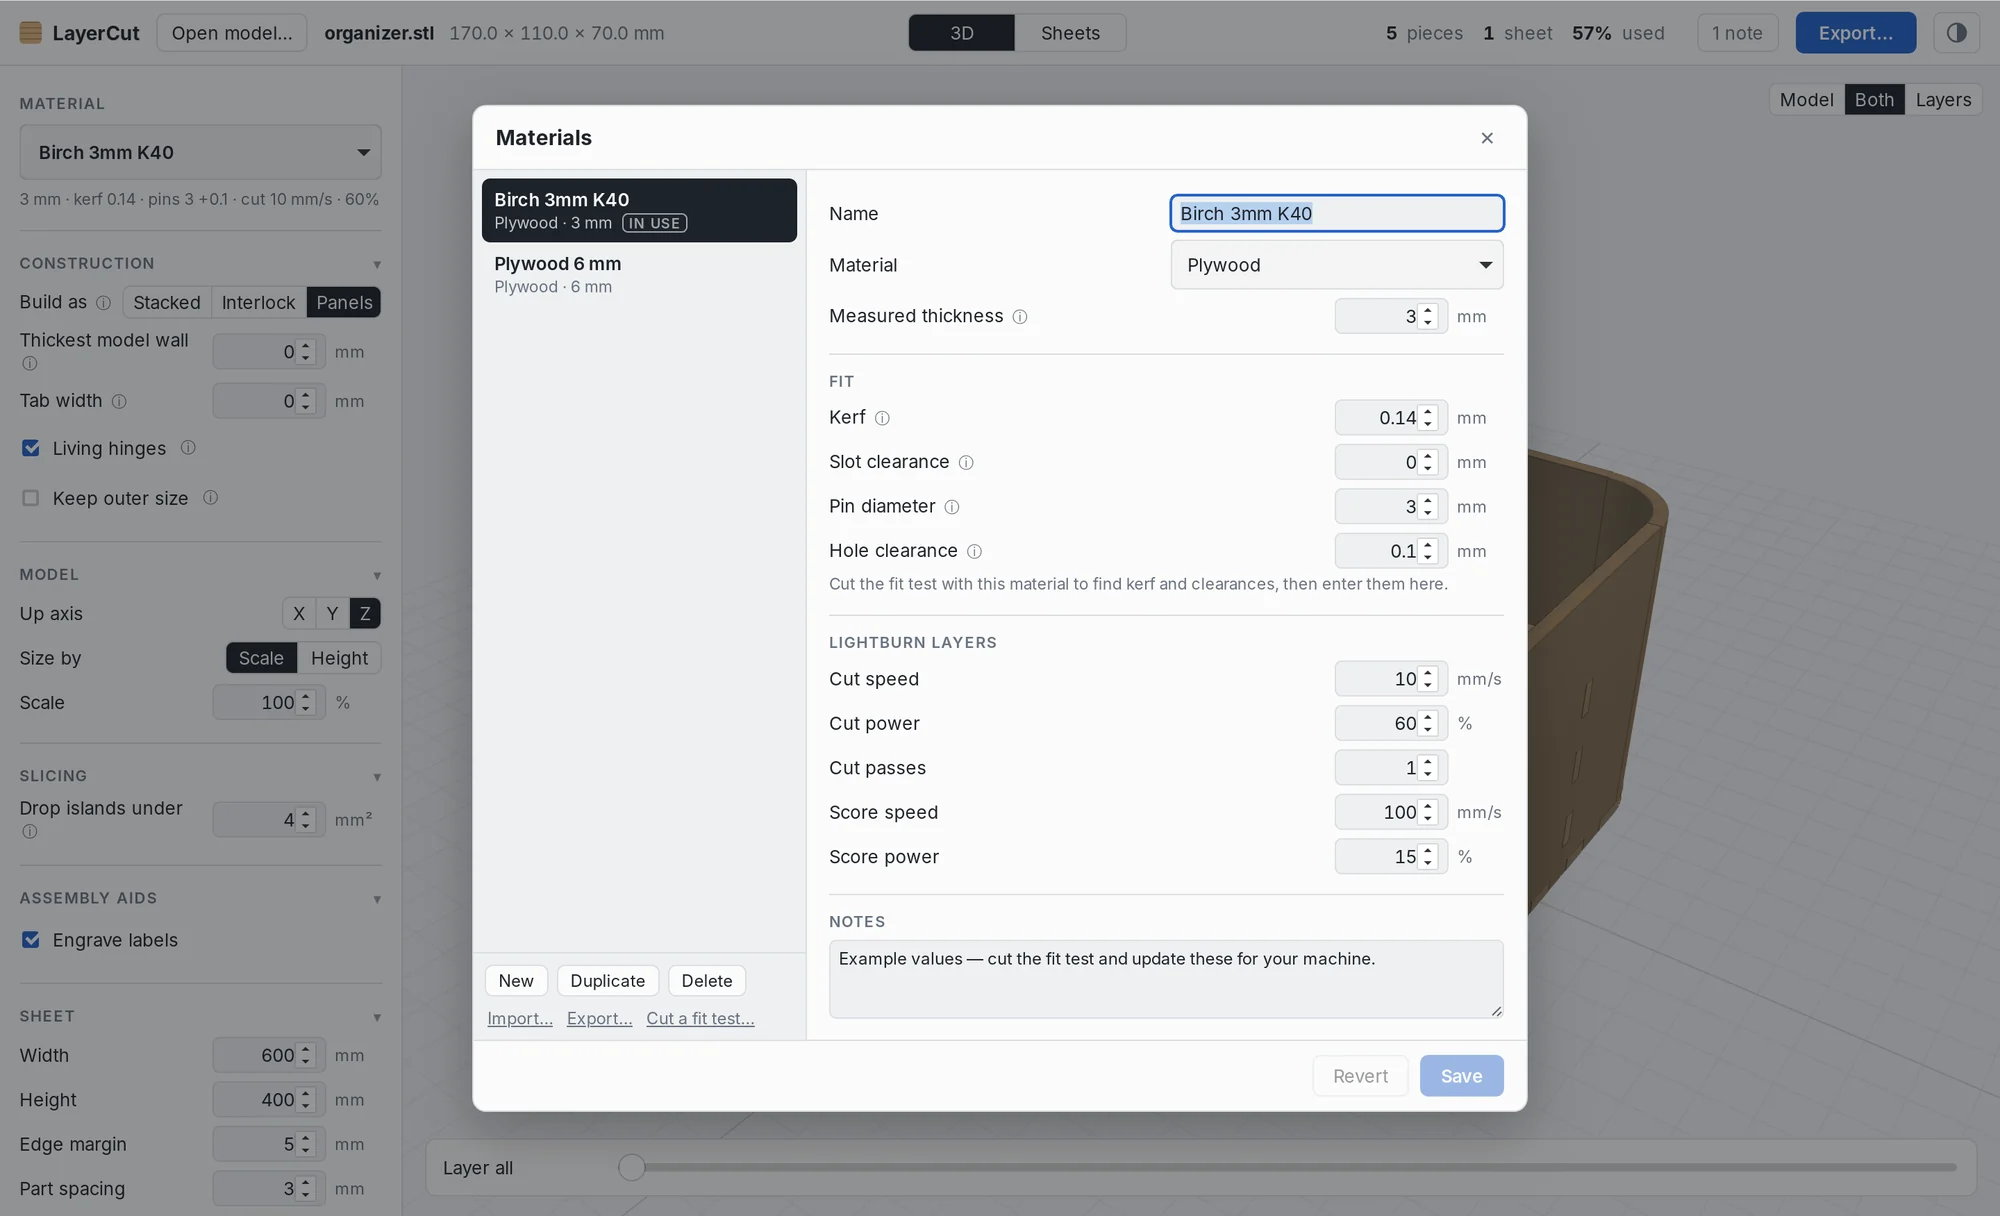 LayerCut
Open model...
organizer.stl 170.0 × 110.0 × 70.0 mm
3D Sheets
5 pieces 1 sheet 57% used
1 note
Export...
MATERIAL
Birch 3mm K40
3 mm · kerf 0.14 · pins 3 +0.1 · cut 10 mm/s · 60%
CONSTRUCTION
Build as Stacked Interlock Panels
Thickest model wall 0 mm
Tab width 0 mm
Living hinges
Keep outer size
MODEL
Up axis X Y Z
Size by Scale Height
Scale 100 %
SLICING
Drop islands under 4 mm²
ASSEMBLY AIDS
Engrave labels
SHEET
Width 600 mm
Height 400 mm
Edge margin 5 mm
Part spacing 3 mm
Model Both Layers
Materials
Birch 3mm K40
Plywood · 3 mm IN USE
Plywood 6 mm
Plywood · 6 mm
New Duplicate Delete
Import... Export... Cut a fit test...
Name Birch 3mm K40
Material Plywood
Measured thickness 3 mm
FIT
Kerf 0.14 mm
Slot clearance 0 mm
Pin diameter 3 mm
Hole clearance 0.1 mm
Cut the fit test with this material to find kerf and clearances, then enter them here.
LIGHTBURN LAYERS
Cut speed 10 mm/s
Cut power 60 %
Cut passes 1
Score speed 100 mm/s
Score power 15 %
NOTES
Example values — cut the fit test and update these for your machine.
Revert Save
Layer all